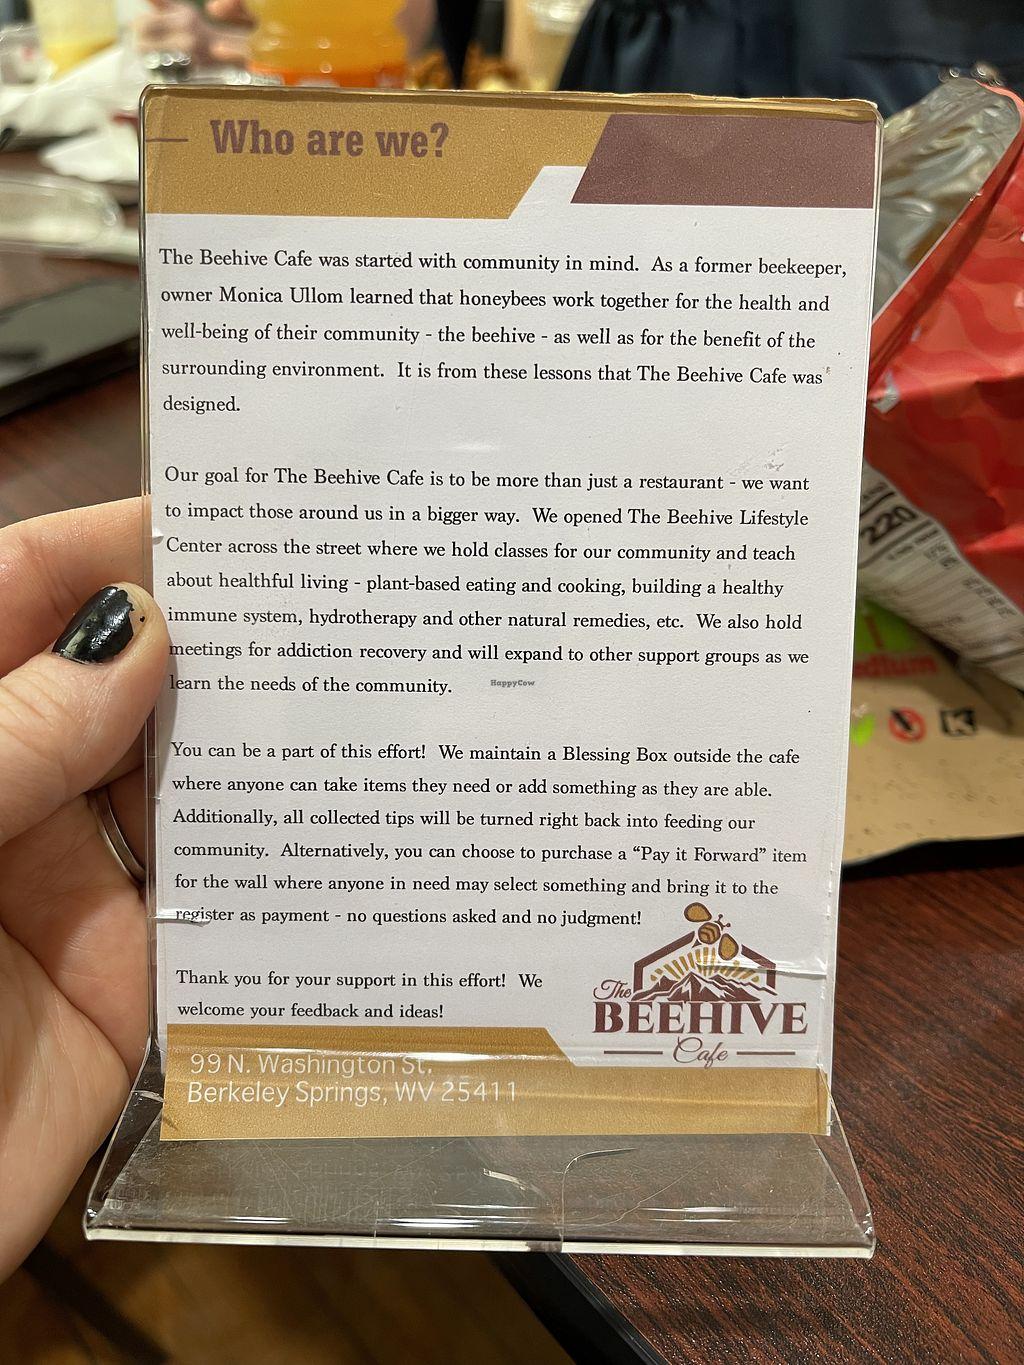 Who are we?
The Beehive Cafe was started with community in mind.  As a former beekeeper,
owner Monica Ullom learned that honeybees work together for the health and
well-being of their community - the beehive - as well as for the benefit of the
surrounding environment.  It is from these lessons that The Beehive Cafe was
designed.
Our goal for The Beehive Cafe is to be more than just a restaurant - we want
to impact those around us in a bigger way.  We opened The Beehive Lifestyle
Center across the street where we hold classes for our community and teach
about healthful living - plant-based eating and cooking, building a healthy
immune system, hydrotherapy and other natural remedies, etc.  We also hold
meetings for addiction recovery and will expand to other support groups as we
learn the needs of the community.
HappyCow
You can be a part of this effort!  We maintain a Blessing Box outside the cafe
where anyone can take items they need or add something as they are able.
Additionally, all collected tips will be turned right back into feeding our
community.  Alternatively, you can choose to purchase a “Pay it Forward” item
for the wall where anyone in need may select something and bring it to the
register as payment - no questions asked and no judgment!
Thank you for your support in this effort!  We
welcome your feedback and ideas!
The
BEEHIVE
Cafe
99 N. Washington St.
Berkeley Springs, WV 25411
220
K